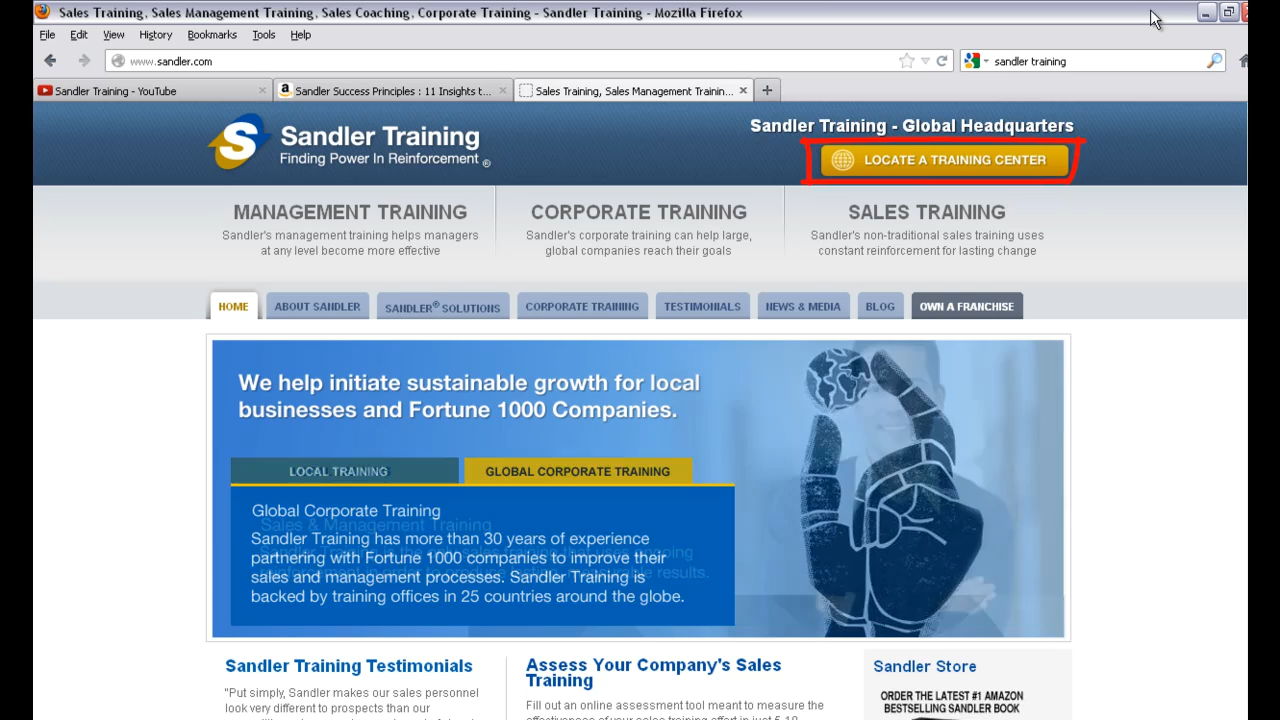 Sales Training, Sales Management Training, Sales Coaching, Corporate Training - Sandler Training - Mozilla Firefox
File Edit View History Bookmarks Tools Help
www.sandler.com
sandler training
Sandler Training - YouTube
Sandler Success Principles : 11 Insights t...
Sales Training, Sales Management Trainin...
Sandler Training
Finding Power In Reinforcement ®
Sandler Training - Global Headquarters
LOCATE A TRAINING CENTER
MANAGEMENT TRAINING
Sandler's management training helps managers
at any level become more effective
CORPORATE TRAINING
Sandler's corporate training can help large,
global companies reach their goals
SALES TRAINING
Sandler's non-traditional sales training uses
constant reinforcement for lasting change
HOME
ABOUT SANDLER
SANDLER® SOLUTIONS
CORPORATE TRAINING
TESTIMONIALS
NEWS & MEDIA
BLOG
OWN A FRANCHISE
We help initiate sustainable growth for local
businesses and Fortune 1000 Companies.
LOCAL TRAINING
GLOBAL CORPORATE TRAINING
Global Corporate Training
Sales & Management Training
Sandler Training has more than 30 years of experience
partnering with Fortune 1000 companies to improve their
sales and management processes. Sandler Training is
backed by training offices in 25 countries around the globe.
Sandler Training Testimonials
"Put simply, Sandler makes our sales personnel
look very different to prospects than our
Assess Your Company's Sales
Training
Fill out an online assessment tool meant to measure the
Sandler Store
ORDER THE LATEST #1 AMAZON
BESTSELLING SANDLER BOOK